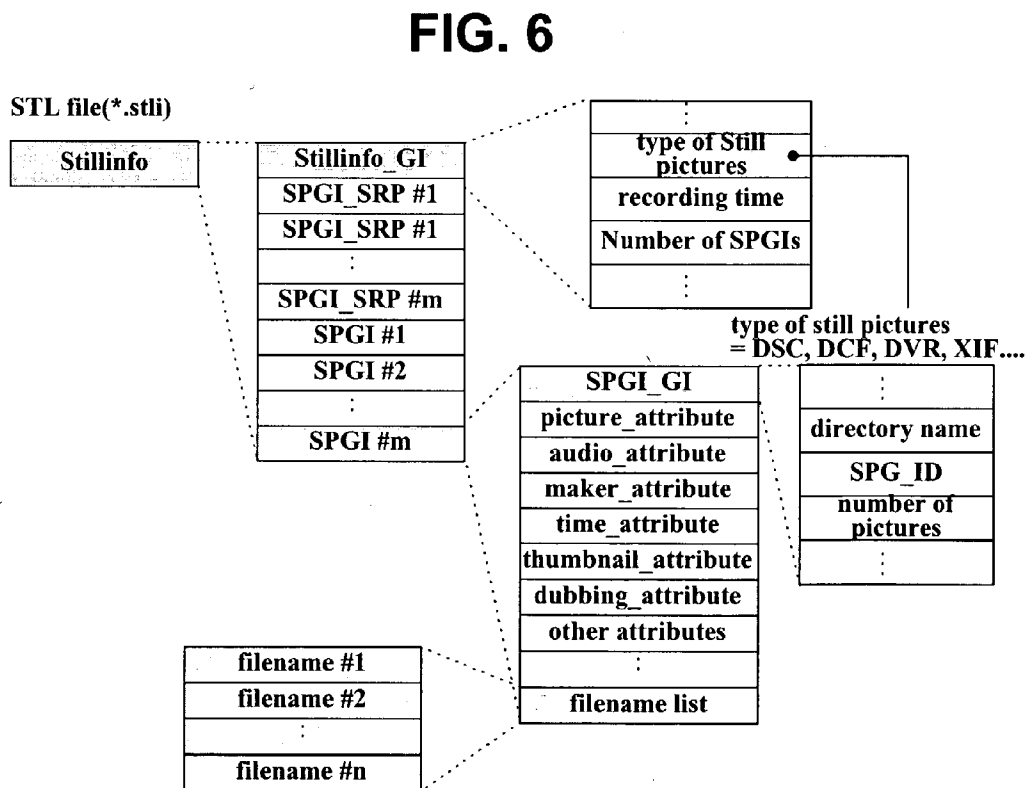 FIG. 6
STL file(*.stli)
Stillinfo
Stillinfo_GI
SPGI_SRP #1
SPGI_SRP #1
:
SPGI_SRP #m
SPGI #1
SPGI #2
:
SPGI #m
:
type of Still
pictures
recording time
Number of SPGIs
:
type of still pictures
= DSC, DCF, DVR, XIF....
SPGI_GI
picture_attribute
audio_attribute
maker_attribute
time_attribute
thumbnail_attribute
dubbing_attribute
other attributes
:
filename list
:
directory name
SPG_ID
number of
pictures
:
filename #1
filename #2
:
filename #n